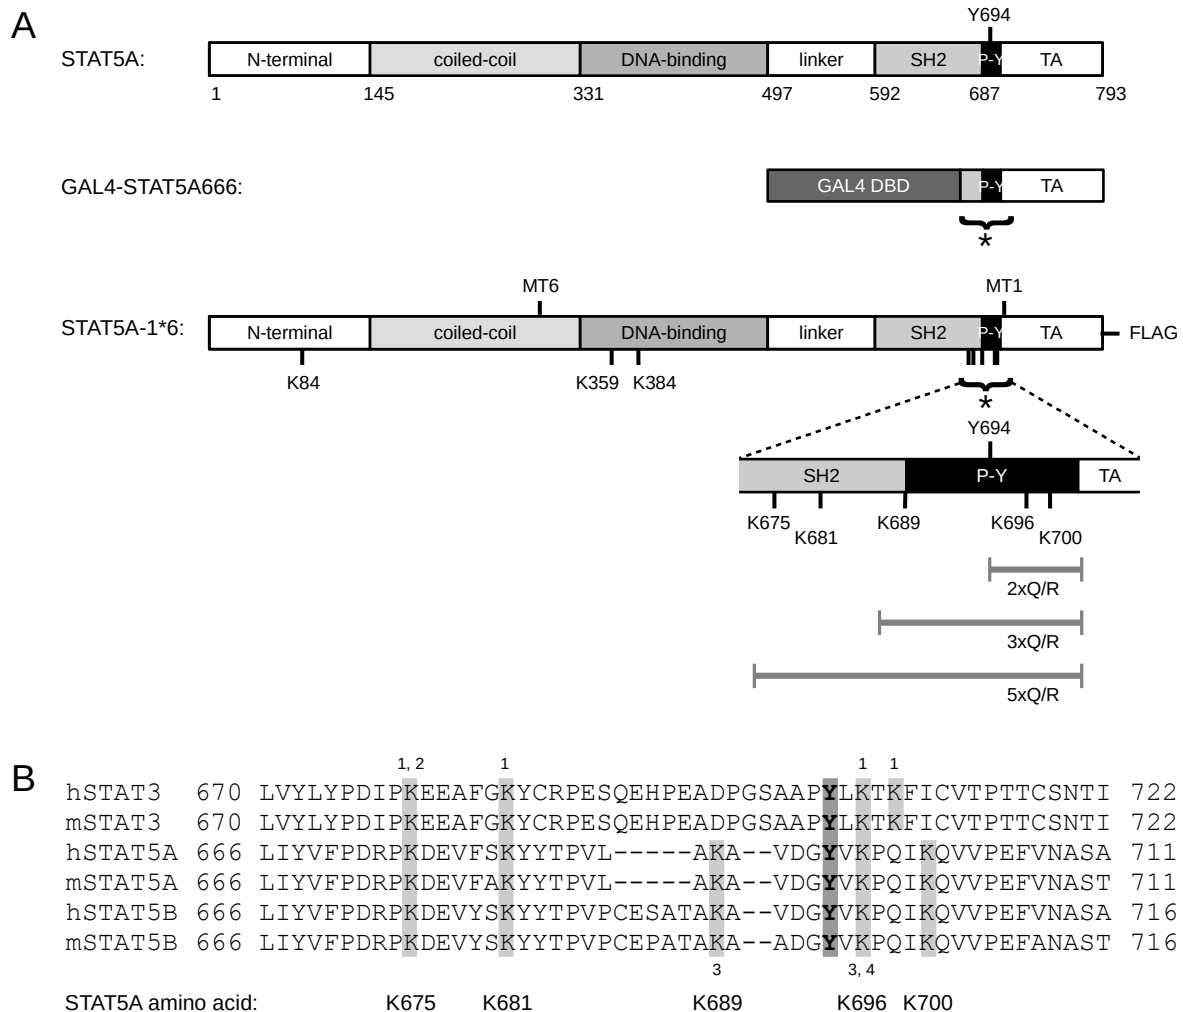 A
Y694
STAT5A: N-terminal coiled-coil DNA-binding linker SH2 P-Y TA
1 145 331 497 592 687 793
GAL4-STAT5A666: GAL4 DBD P-Y TA
*
MT6 MT1
STAT5A-1*6: N-terminal coiled-coil DNA-binding linker SH2 P-Y TA FLAG
K84 K359 K384
*
Y694
SH2 P-Y TA
K675 K681 K689 K696 K700
2xQ/R
3xQ/R
5xQ/R
B
1, 2 1 1 1
hSTAT3 670 LVYLYPDIPKEEAFGKYCRPESQEHPEADPGSAAPYLKTKFICVTPTTCSNTI 722
mSTAT3 670 LVYLYPDIPKEEAFGKYCRPESQEHPEADPGSAAPYLKTKFICVTPTTCSNTI 722
hSTAT5A 666 LIYVFPDRPKDEVFSKYYTPVL-----AKA--VDGYVKPQIKQVVPEFVNASA 711
mSTAT5A 666 LIYVFPDRPKDEVFAKYYTPVL-----AKA--VDGYVKPQIKQVVPEFVNAST 711
hSTAT5B 666 LIYVFPDRPKDEVYSKYYTPVPCESATAKA--VDGYVKPQIKQVVPEFVNASA 716
mSTAT5B 666 LIYVFPDRPKDEVYSKYYTPVPCEPATAKA--ADGYVKPQIKQVVPEFANAST 716
3 3, 4
STAT5A amino acid: K675 K681 K689 K696 K700